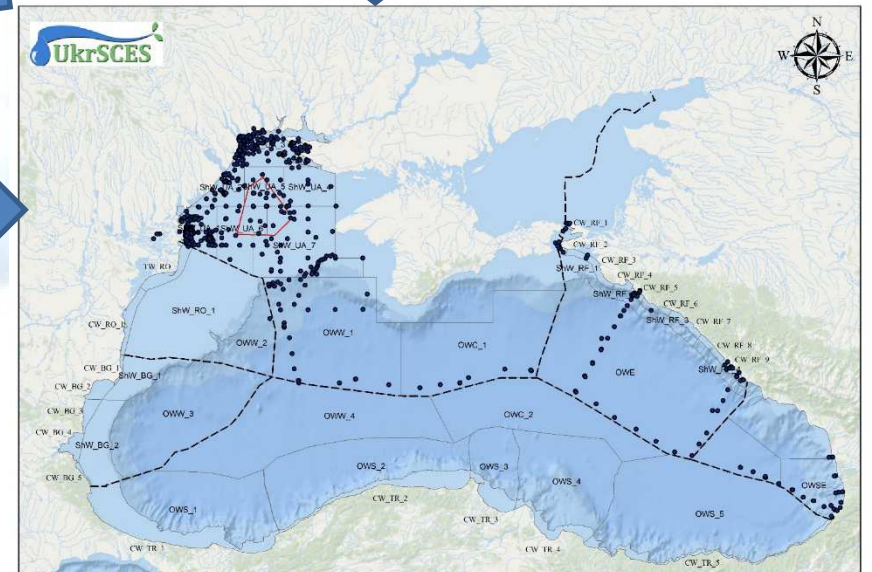 UkrSCES
N
W
E
S
ShW_UA_5
ShW_UA_6
ShW_UA_7
TW_RO
ShW_RO_1
CW_RO_1
CW_BG_1
ShW_BG_1
CW_BG_2
CW_BG_3
CW_BG_4
ShW_BG_2
CW_BG_5
OWW_2
OWW_1
OWC_1
OWE
OWW_3
OWW_4
OWC_2
OWS_1
OWS_2
OWS_3
OWS_4
OWS_5
OWSE
CW_TR_2
CW_TR_3
CW_TR_4
CW_TR_5
CW_RF_1
CW_RF_2
CW_RF_3
ShW_RF_1
CW_RF_4
CW_RF_5
CW_RF_6
ShW_RF_3
CW_RF_7
CW_RF_8
CW_RF_9